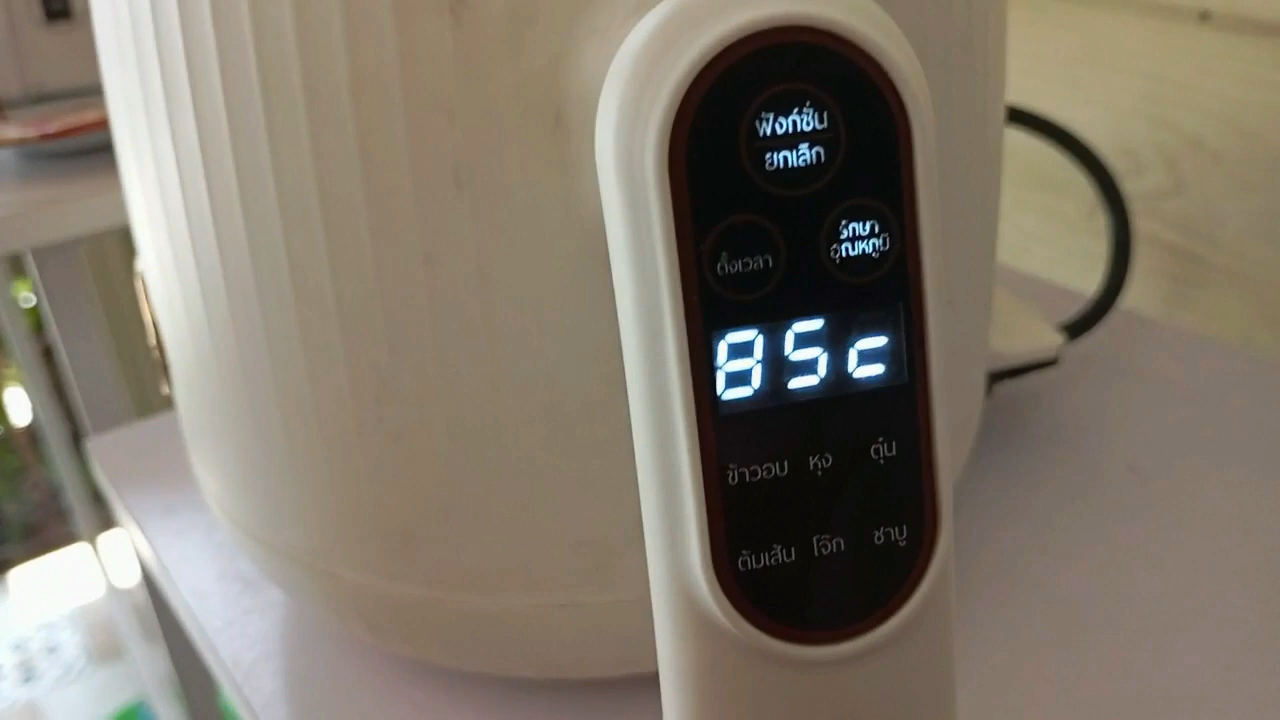 ฟังก์ชั่น
ยกเลิก
ตั้งเวลา
รักษา
อุณหภูมิ
85c
ข้าวอบ หุง ตุ๋น
ต้มเส้น โจ๊ก ชาบู